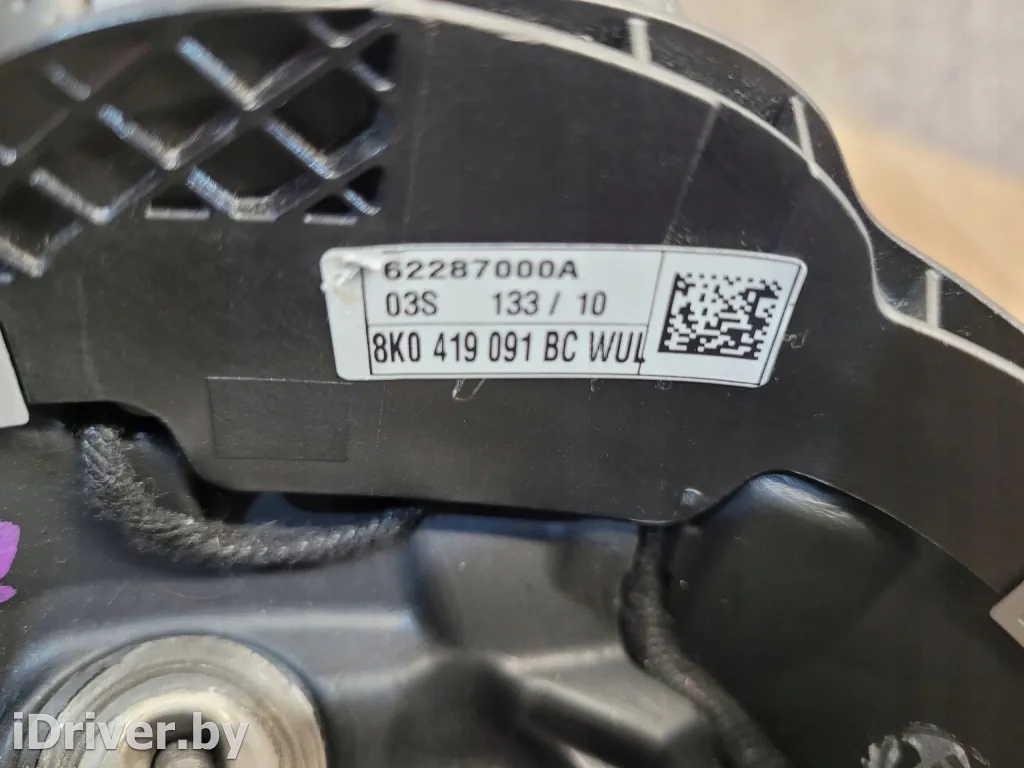 62287000A
03S 133 / 10
8K0 419 091 BC WUL
iDriver.by